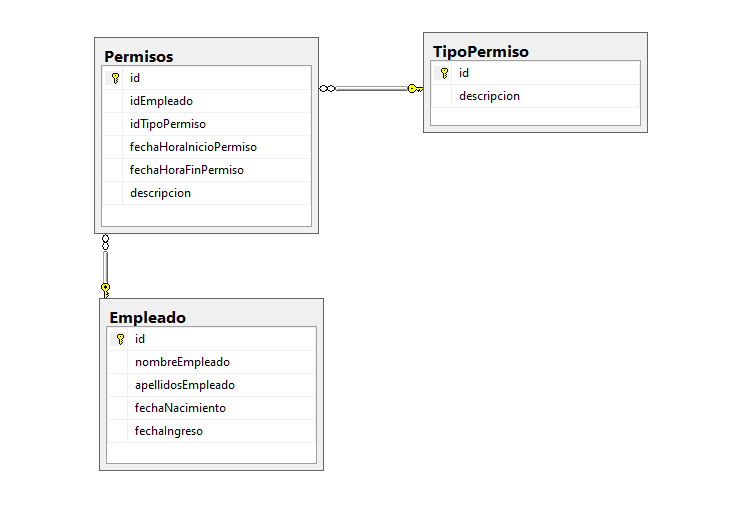 Permisos
id
idEmpleado
idTipoPermiso
fechaHoraInicioPermiso
fechaHoraFinPermiso
descripcion
TipoPermiso
id
descripcion
Empleado
id
nombreEmpleado
apellidosEmpleado
fechaNacimiento
fechaIngreso